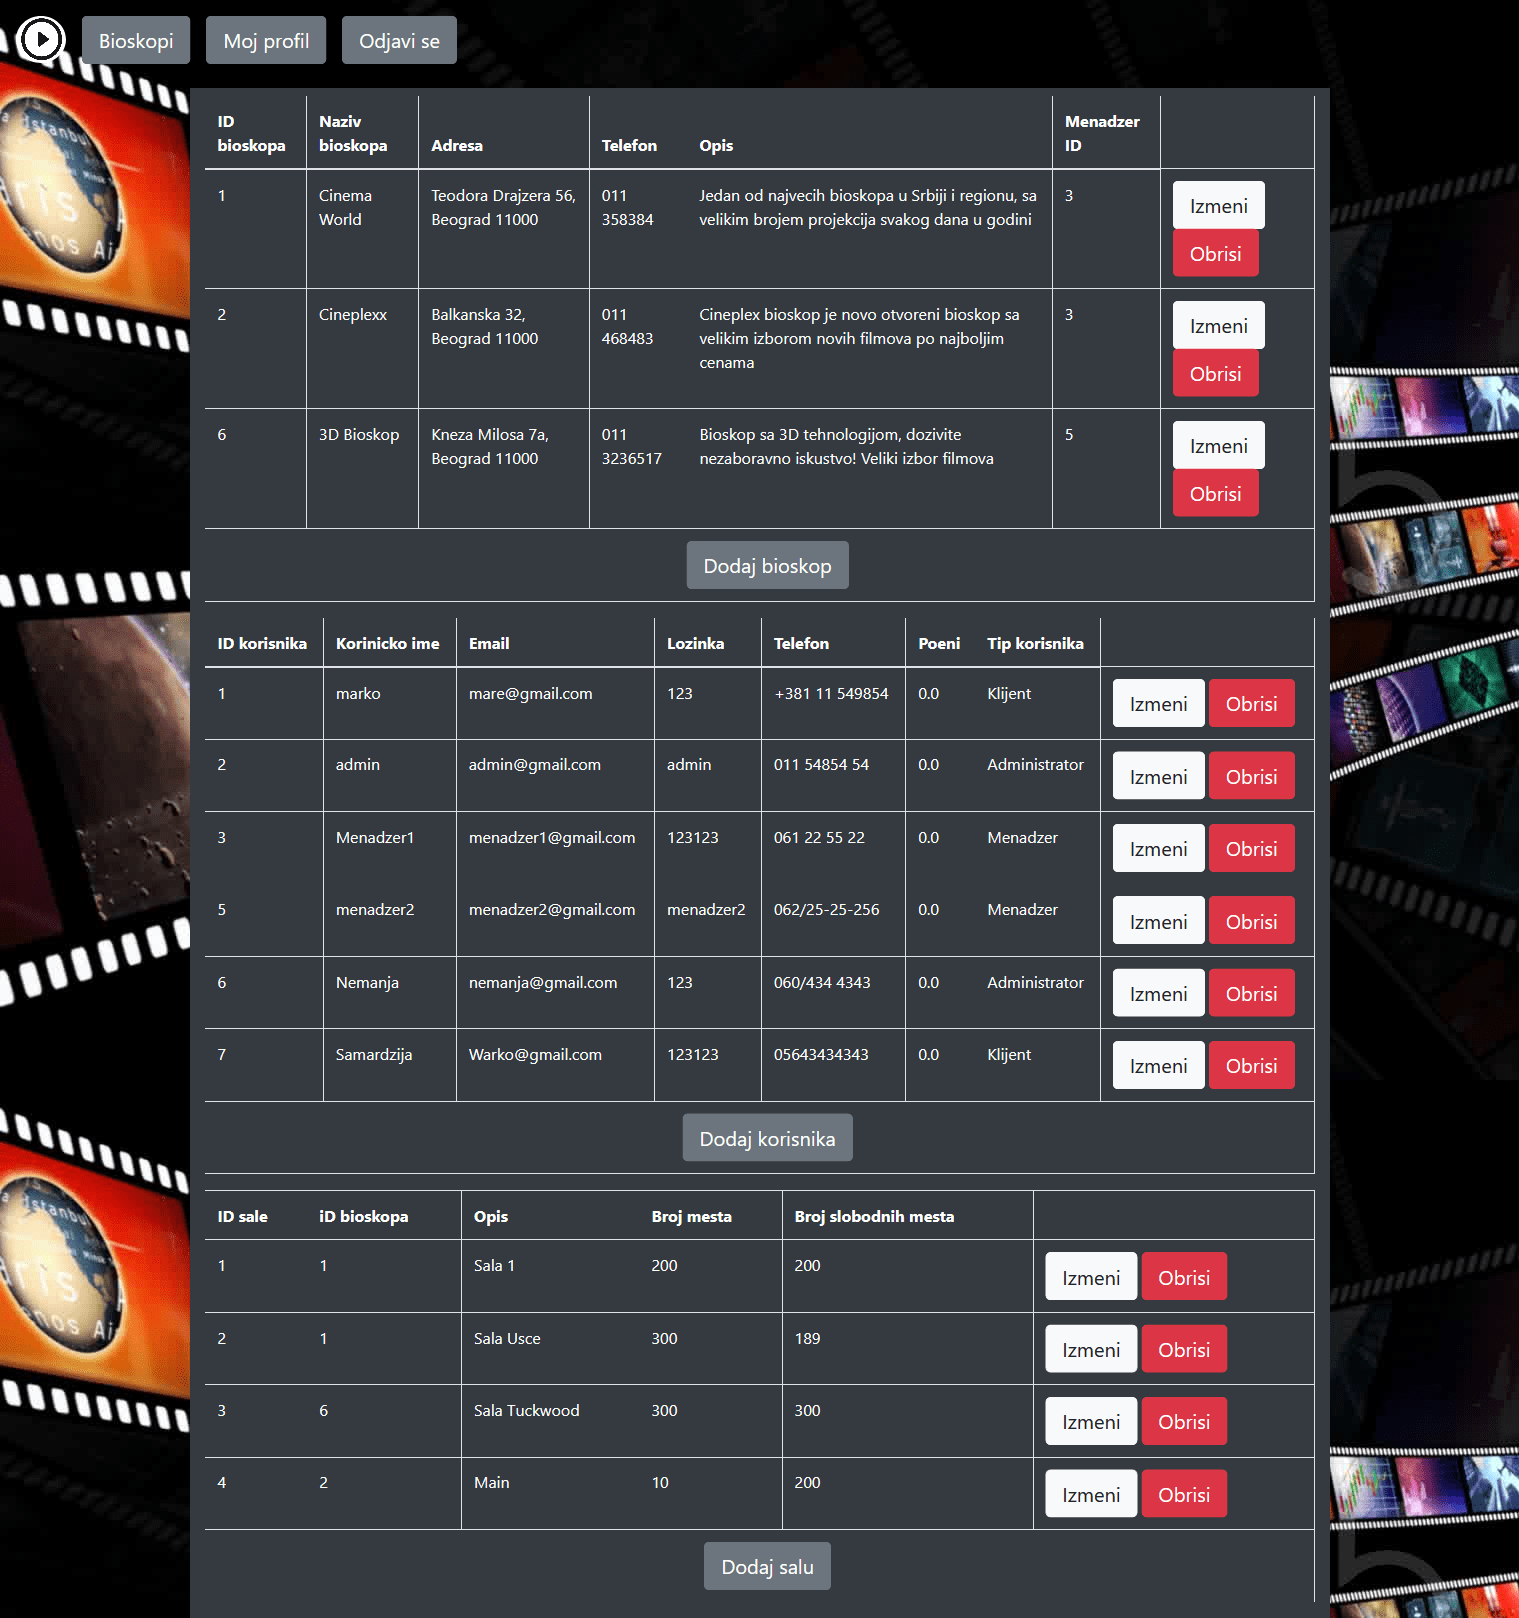 Bioskopi Moj profil Odjavi se
ID bioskopa Naziv bioskopa Adresa Telefon Opis Menadzer ID
1 Cinema World Teodora Drajzera 56, Beograd 11000 011 358384 Jedan od najvecih bioskopa u Srbiji i regionu, sa velikim brojem projekcija svakog dana u godini 3 Izmeni Obrisi
2 Cineplexx Balkanska 32, Beograd 11000 011 468483 Cineplex bioskop je novo otvoreni bioskop sa velikim izborom novih filmova po najboljim cenama 3 Izmeni Obrisi
6 3D Bioskop Kneza Milosa 7a, Beograd 11000 011 3236517 Bioskop sa 3D tehnologijom, dozivite nezaboravno iskustvo! Veliki izbor filmova 5 Izmeni Obrisi
Dodaj bioskop
ID korisnika Korinicko ime Email Lozinka Telefon Poeni Tip korisnika
1 marko mare@gmail.com 123 +381 11 549854 0.0 Klijent Izmeni Obrisi
2 admin admin@gmail.com admin 011 54854 54 0.0 Administrator Izmeni Obrisi
3 Menadzer1 menadzer1@gmail.com 123123 061 22 55 22 0.0 Menadzer Izmeni Obrisi
5 menadzer2 menadzer2@gmail.com menadzer2 062/25-25-256 0.0 Menadzer Izmeni Obrisi
6 Nemanja nemanja@gmail.com 123 060/434 4343 0.0 Administrator Izmeni Obrisi
7 Samardzija Warko@gmail.com 123123 05643434343 0.0 Klijent Izmeni Obrisi
Dodaj korisnika
ID sale iD bioskopa Opis Broj mesta Broj slobodnih mesta
1 1 Sala 1 200 200 Izmeni Obrisi
2 1 Sala Usce 300 189 Izmeni Obrisi
3 6 Sala Tuckwood 300 300 Izmeni Obrisi
4 2 Main 10 200 Izmeni Obrisi
Dodaj salu